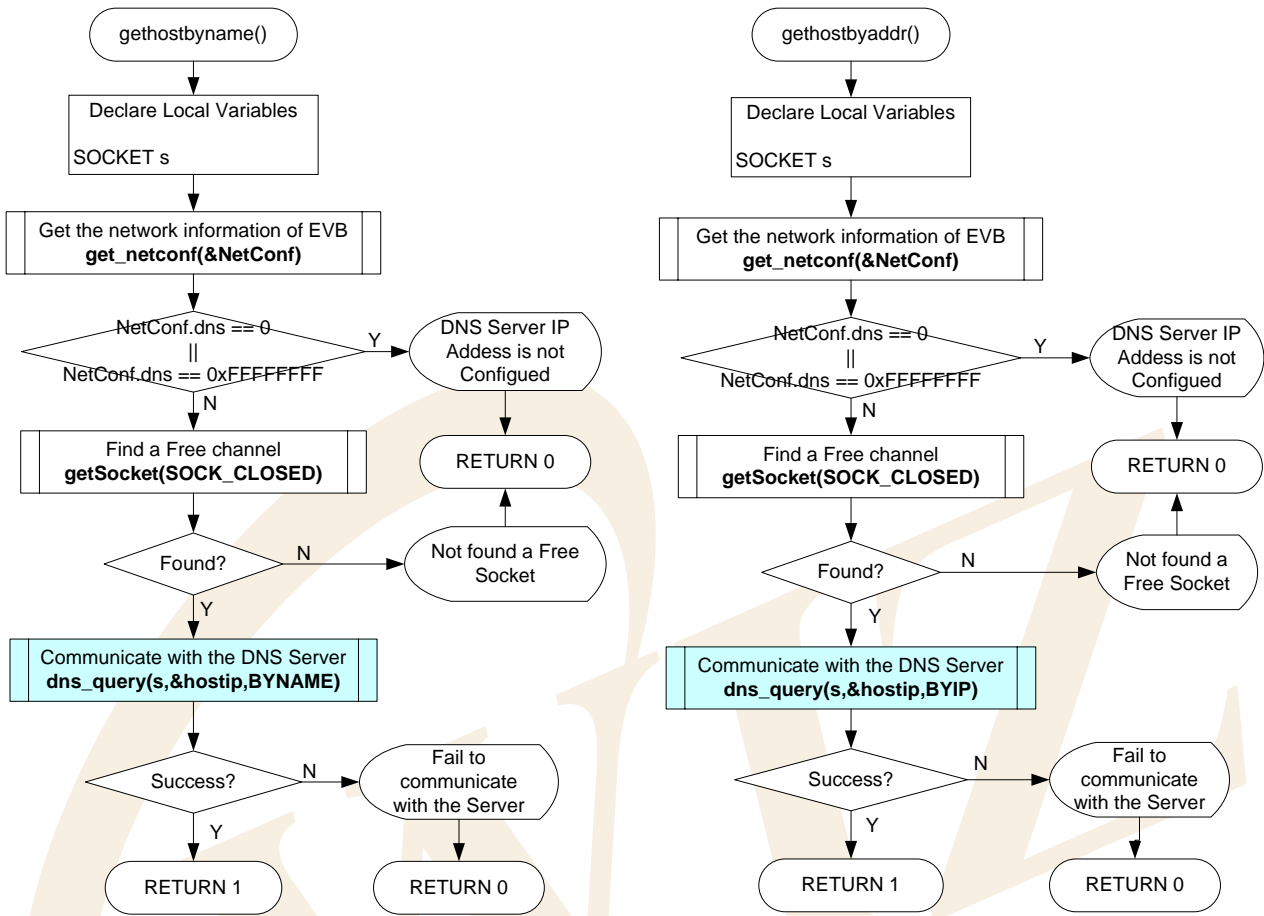 gethostbyname()
Declare Local Variables
SOCKET s
Get the network information of EVB
get_netconf(&NetConf)
NetConf.dns == 0
||
NetConf.dns == 0xFFFFFFFF
Y
DNS Server IP
Addess is not
Configued
N
Find a Free channel
getSocket(SOCK_CLOSED)
RETURN 0
Found?
N
Not found a Free
Socket
Y
Communicate with the DNS Server
dns_query(s,&hostip,BYNAME)
Success?
N
Fail to
communicate
with the Server
Y
RETURN 1
RETURN 0
gethostbyaddr()
Declare Local Variables
SOCKET s
Get the network information of EVB
get_netconf(&NetConf)
NetConf.dns == 0
||
NetConf.dns == 0xFFFFFFFF
Y
DNS Server IP
Addess is not
Configued
N
Find a Free channel
getSocket(SOCK_CLOSED)
RETURN 0
Found?
N
Not found a
Free Socket
Y
Communicate with the DNS Server
dns_query(s,&hostip,BYIP)
Success?
N
Fail to
communicate
with the Server
Y
RETURN 1
RETURN 0